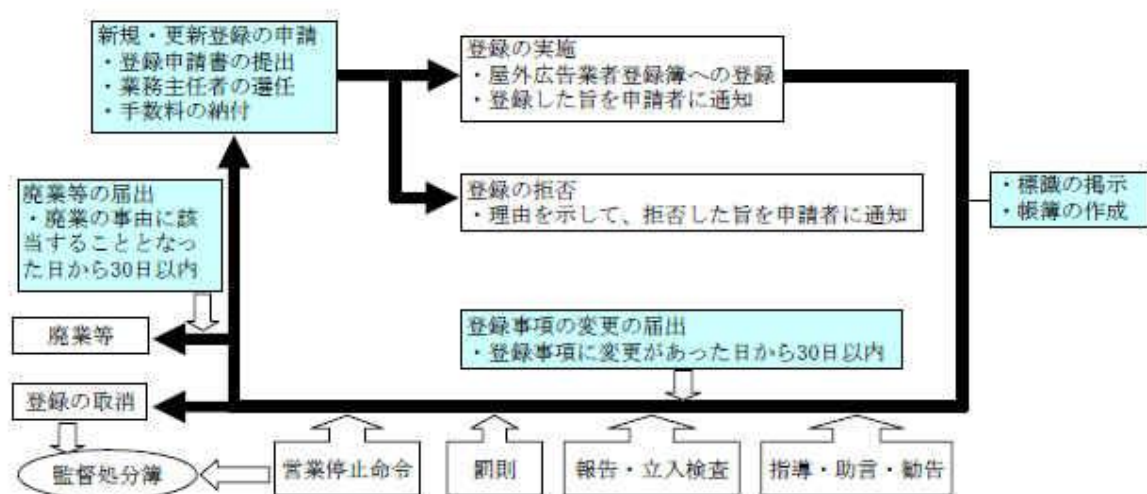 新規・更新登録の申請
・登録申請書の提出
・業務主任者の選任
・手数料の納付
登録の実施
・屋外広告業者登録簿への登録
・登録した旨を申請者に通知
登録の拒否
・理由を示して、拒否した旨を申請者に通知
・標識の掲示
・帳簿の作成
廃業等の届出
・廃業の事由に該
当することとなっ
た日から30日以内
廃業等
登録事項の変更の届出
・登録事項に変更があった日から30日以内
登録の取消
監督処分簿
営業停止命令
罰則
報告・立入検査
指導・助言・勧告